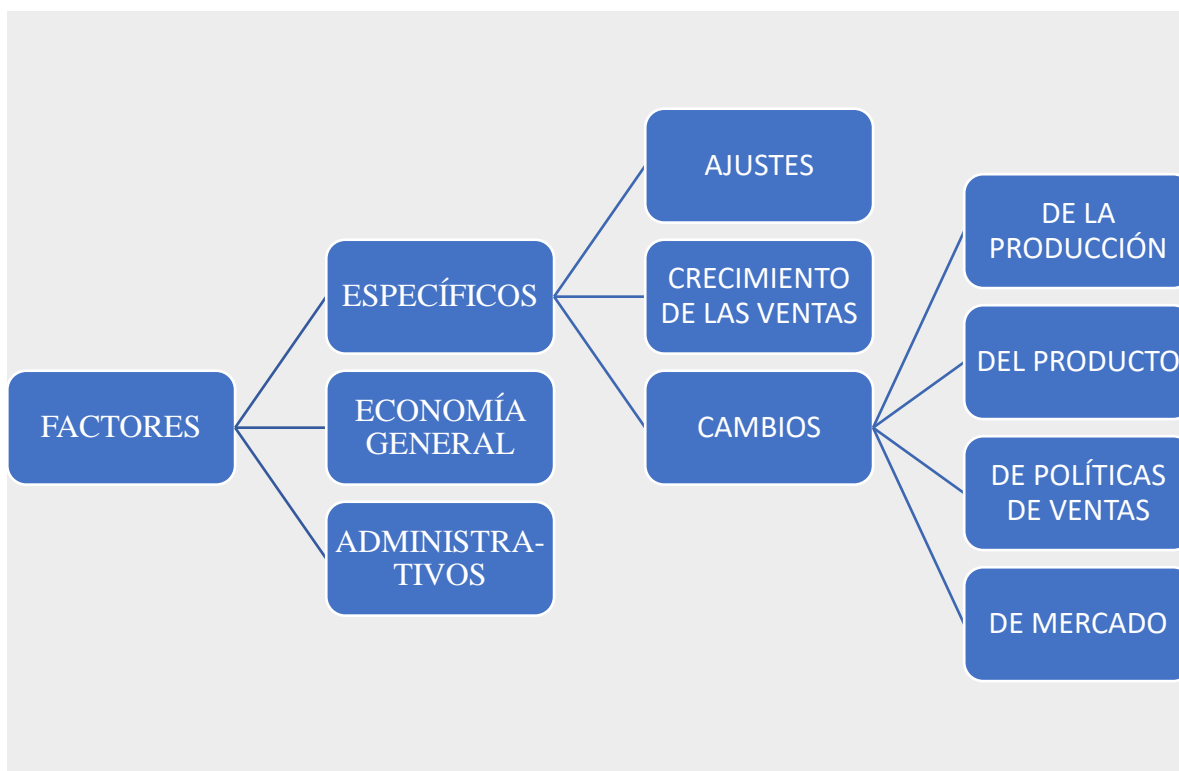 FACTORES
ESPECÍFICOS
ECONOMÍA
GENERAL
ADMINISTRA-
TIVOS
AJUSTES
CRECIMIENTO
DE LAS VENTAS
CAMBIOS
DE LA
PRODUCCIÓN
DEL PRODUCTO
DE POLÍTICAS
DE VENTAS
DE MERCADO